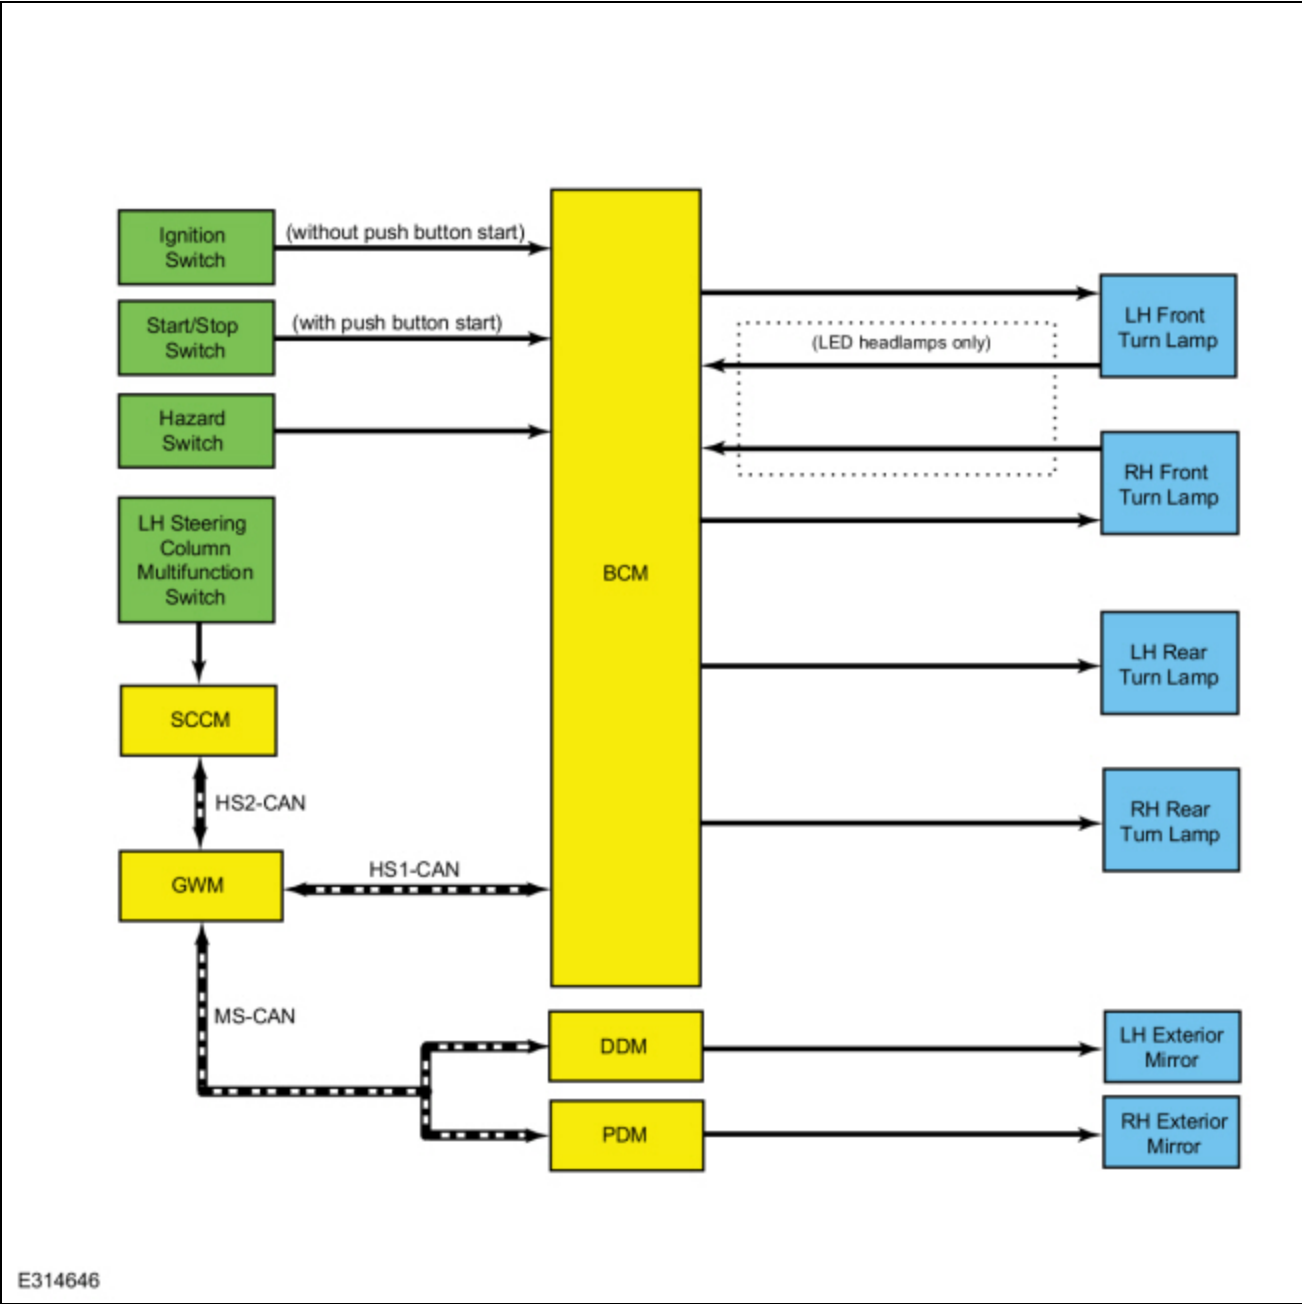 Ignition
Switch
(without push button start)
Start/Stop
Switch
(with push button start)
Hazard
Switch
LH Steering
Column
Multifunction
Switch
SCCM
HS2-CAN
GWM
HS1-CAN
MS-CAN
BCM
DDM
PDM
(LED headlamps only)
LH Front
Turn Lamp
RH Front
Turn Lamp
LH Rear
Turn Lamp
RH Rear
Turn Lamp
LH Exterior
Mirror
RH Exterior
Mirror
E314646